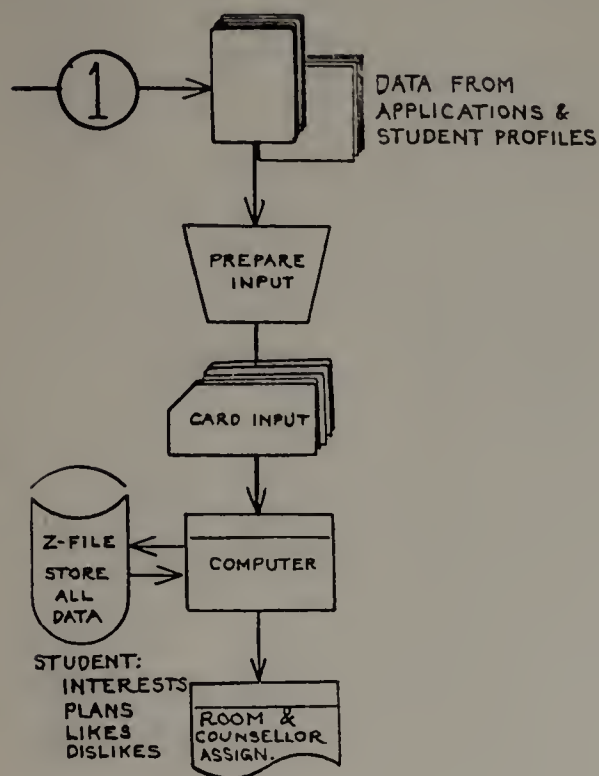 1
DATA FROM
APPLICATIONS &
STUDENT PROFILES
PREPARE
INPUT
CARD INPUT
Z-FILE
STORE
ALL
DATA
COMPUTER
STUDENT:
INTERESTS
PLANS
LIKES
DISLIKES
ROOM &
COUNSELLOR
ASSIGN.